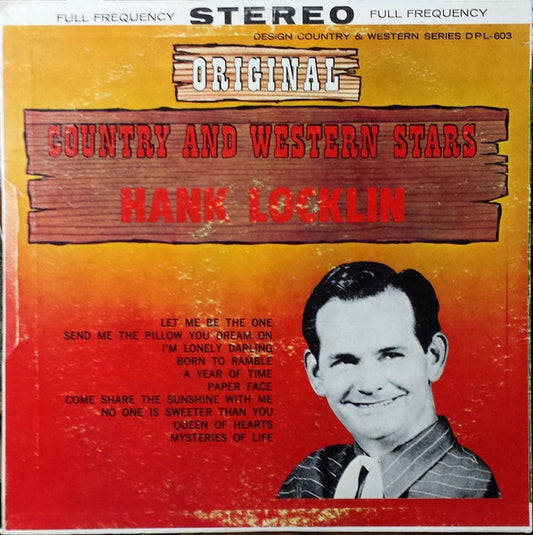 FULL FREQUENCY STEREO FULL FREQUENCY
DESIGN COUNTRY & WESTERN SERIES DPL-603
ORIGINAL
COUNTRY AND WESTERN STARS
HANK LOCKLIN
LET ME BE THE ONE
SEND ME THE PILLOW YOU DREAM ON
I'M LONELY DARLING
BORN TO RAMBLE
A YEAR OF TIME
PAPER FACE
COME SHARE THE SUNSHINE WITH ME
NO ONE IS SWEETER THAN YOU
QUEEN OF HEARTS
MYSTERIES OF LIFE